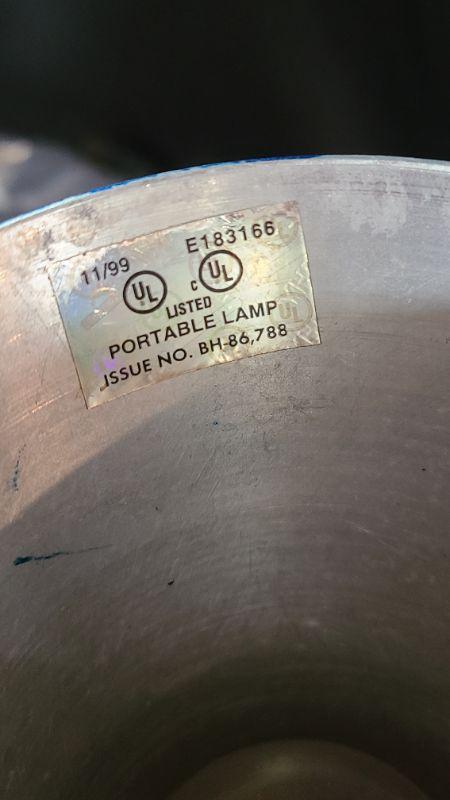 11/99 E183166
UL c UL
LISTED
PORTABLE LAMP
ISSUE NO. BH-86,788